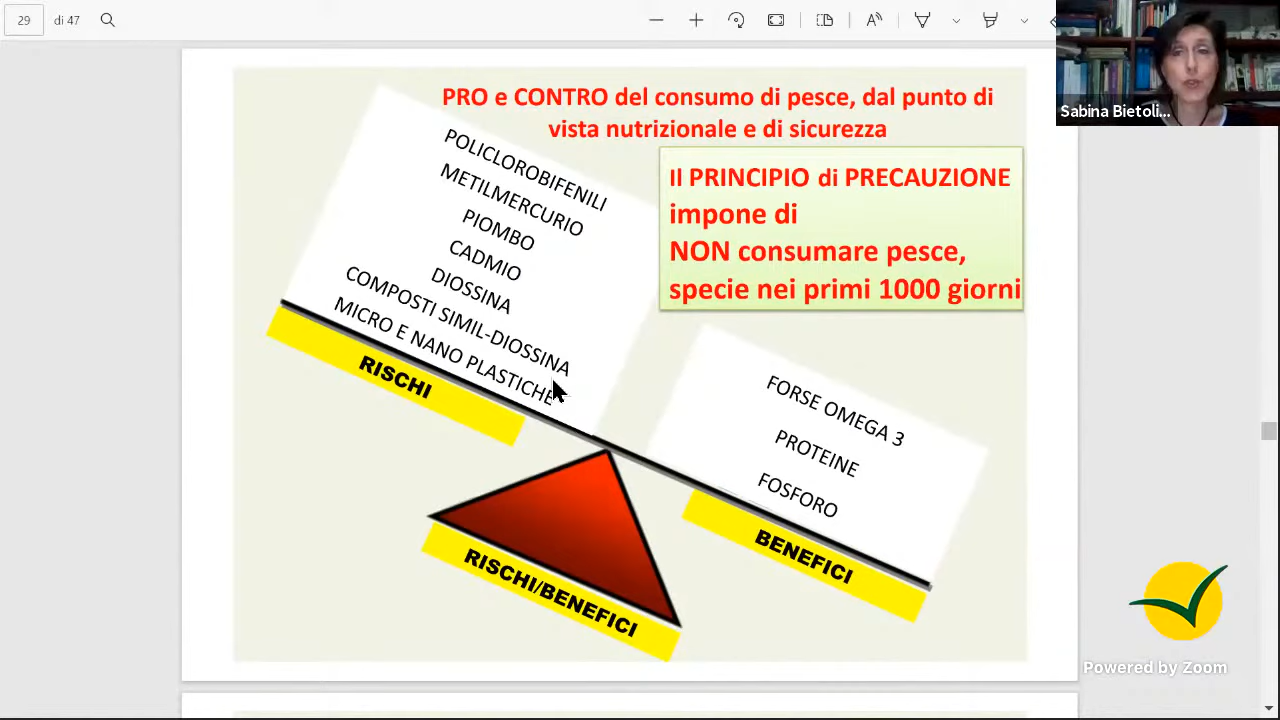 29
di 47
Sabina Bietoli...
PRO e CONTRO del consumo di pesce, dal punto di
vista nutrizionale e di sicurezza
Il PRINCIPIO di PRECAUZIONE
impone di
NON consumare pesce,
specie nei primi 1000 giorni
POLICLOROBIFENILI
METILMERCURIO
PIOMBO
CADMIO
DIOSSINA
COMPOSTI SIMIL-DIOSSINA
MICRO E NANO PLASTICHE
RISCHI
FORSE OMEGA 3
PROTEINE
FOSFORO
BENEFICI
RISCHI/BENEFICI
Powered by Zoom